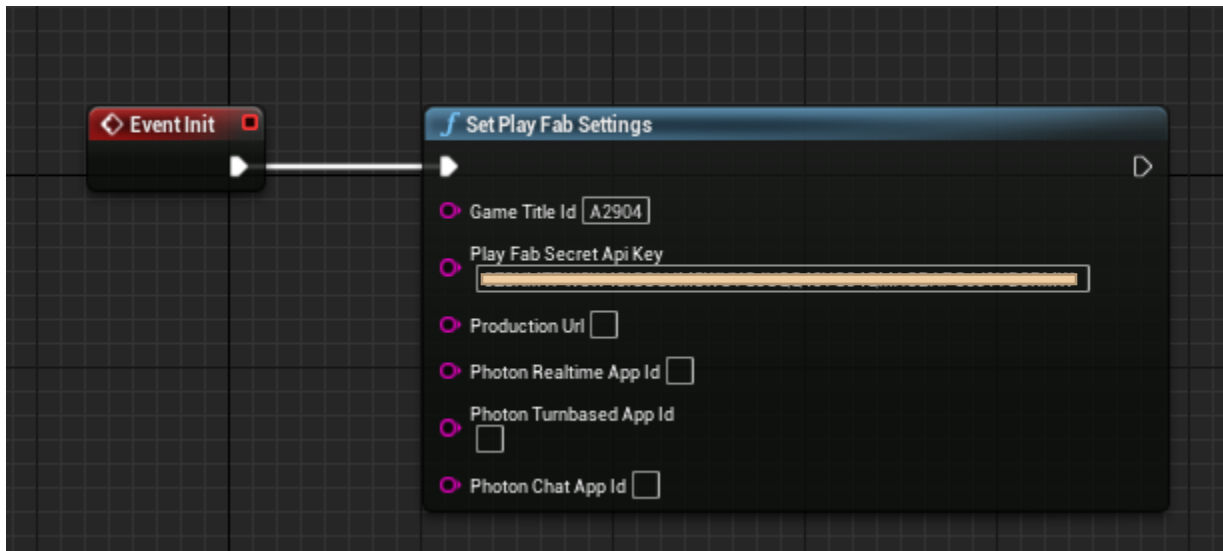 Event Init
Set Play Fab Settings
Game Title Id A2904
Play Fab Secret Api Key
Production Url
Photon Realtime App Id
Photon Turnbased App Id
Photon Chat App Id